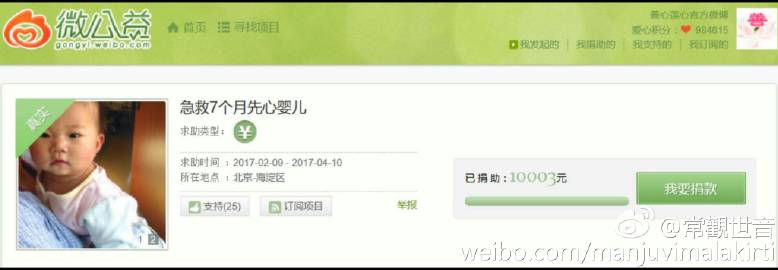 微公益
gongyi.weibo.com
首页 寻找项目
善心莲心官方微博
爱心积分：984615
我发起的 | 我捐助的 | 我支持的 | 我订阅的
真实
急救7个月先心婴儿
求助类型： ¥
求助时间 : 2017-02-09 - 2017-04-10
所在地点 : 北京-海淀区
支持(25) 订阅项目 举报
已捐助：10003元
我要捐款
1 2
@常觀世音
weibo.com/manjuvimalakirti